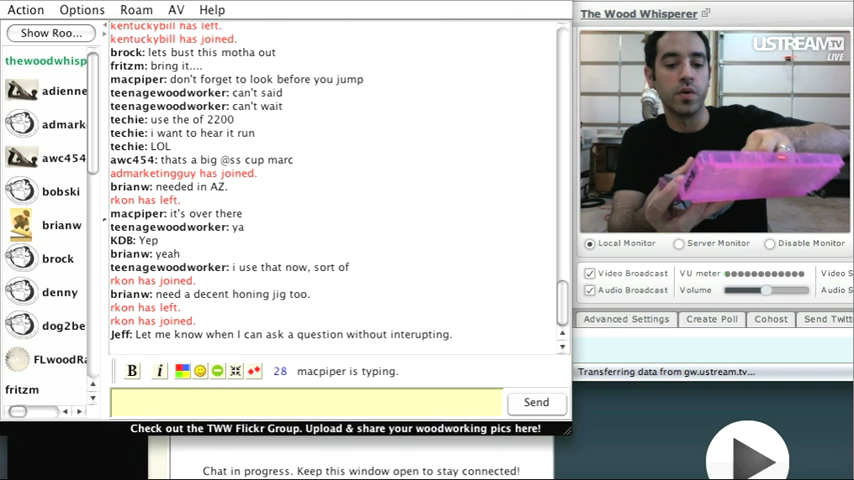 Action Options Roam AV Help
Show Roo...
thewoodwhisp
adienne
admark
awc454
bobski
brianw
brock
denny
dog2be
FLwoodRa
fritzm
kentuckybill has left.
kentuckybill has joined.
brock: lets bust this motha out
fritzm: bring it....
macpiper: don't forget to look before you jump
teenagewoodworker: can't said
teenagewoodworker: can't wait
techie: use the of 2200
techie: i want to hear it run
techie: LOL
awc454: thats a big @ss cup marc
admarketingguy has joined.
brianw: needed in AZ.
rkon has left.
macpiper: it's over there
teenagewoodworker: ya
KDB: Yep
brianw: yeah
teenagewoodworker: i use that now, sort of
rkon has joined.
brianw: need a decent honing jig too.
rkon has left.
rkon has joined.
Jeff: Let me know when I can ask a question without interupting.
B i 28 macpiper is typing.
Send
Check out the TWW Flickr Group. Upload & share your woodworking pics here!
Chat in progress. Keep this window open to stay connected!
The Wood Whisperer
USTREAM TV
LIVE
Local Monitor Server Monitor Disable Monitor
Video Broadcast VU meter Video S
Audio Broadcast Volume Audio S
Advanced Settings Create Poll Cohost Send Twitt
Transferring data from gw.ustream.tv...